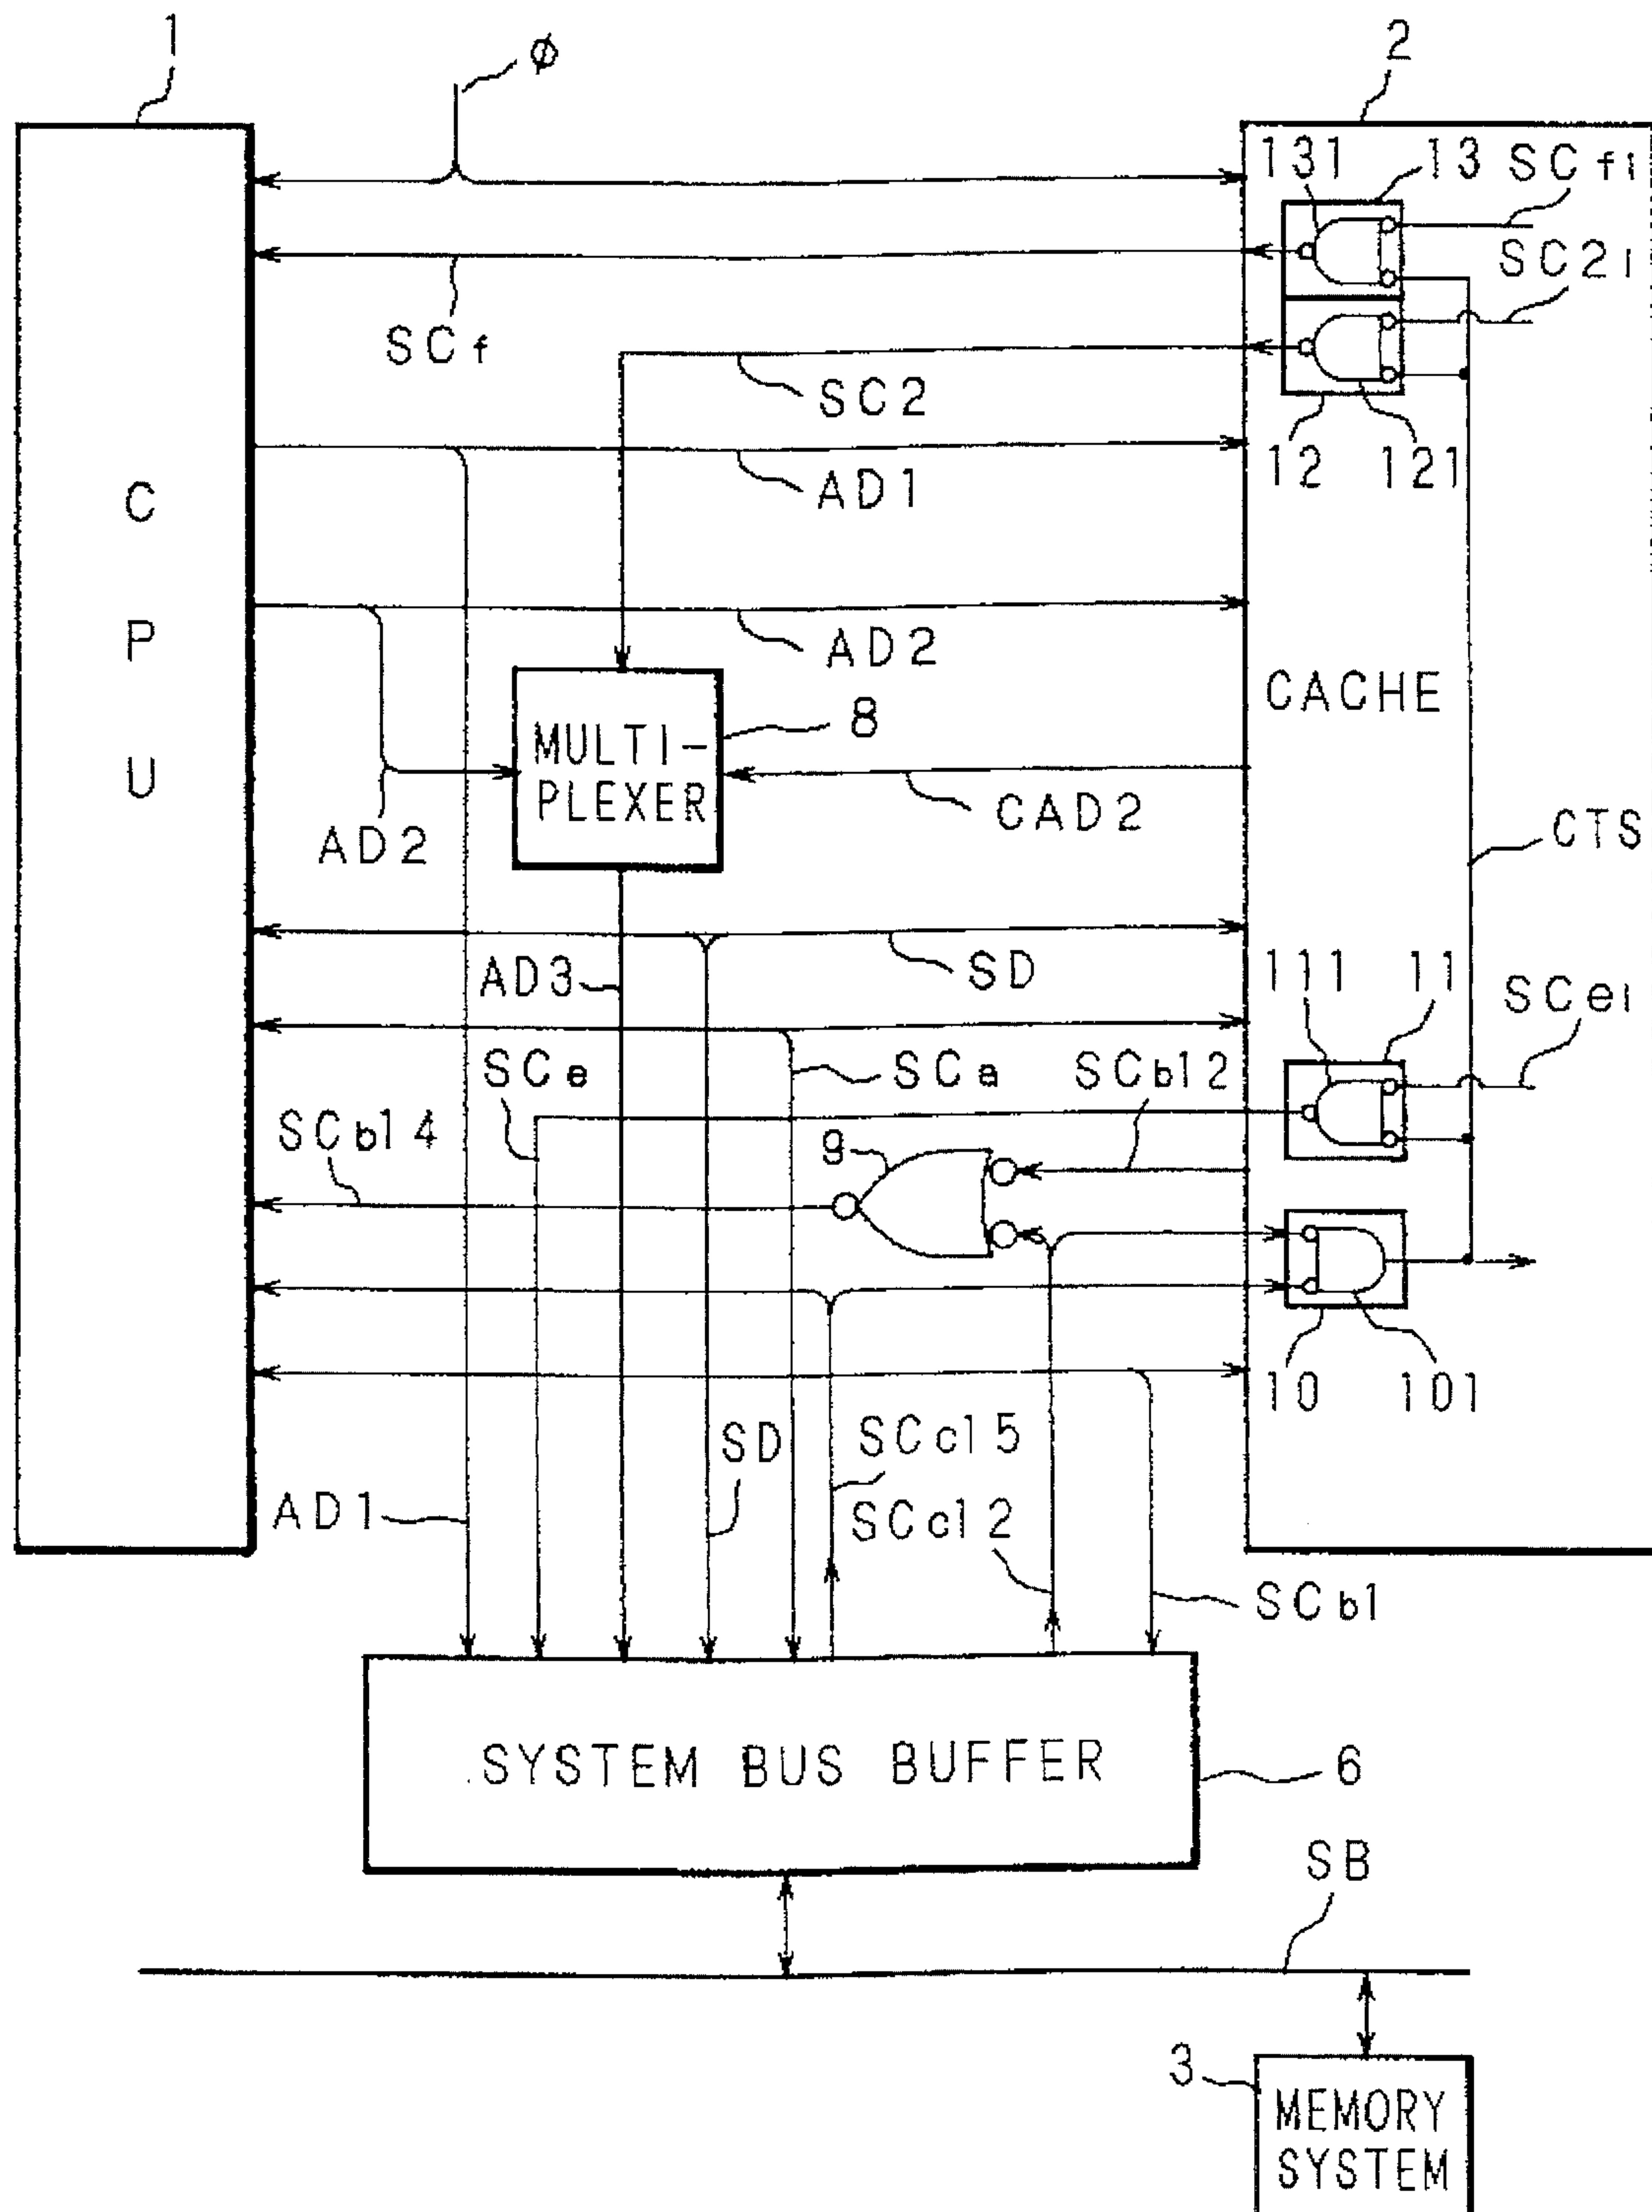 1
ø
2
131
13
SCfi
SC2i
SCf
SC2
12
121
AD1
C
P
U
AD2
CACHE
MULTI-
PLEXER
8
AD2
CAD2
CTS
SD
AD3
111
11
SCei
SCe
SCa
SCb12
SCb14
9
10
101
SD
SCc15
AD1
SCc12
SCb1
SYSTEM BUS BUFFER
6
SB
3
MEMORY
SYSTEM